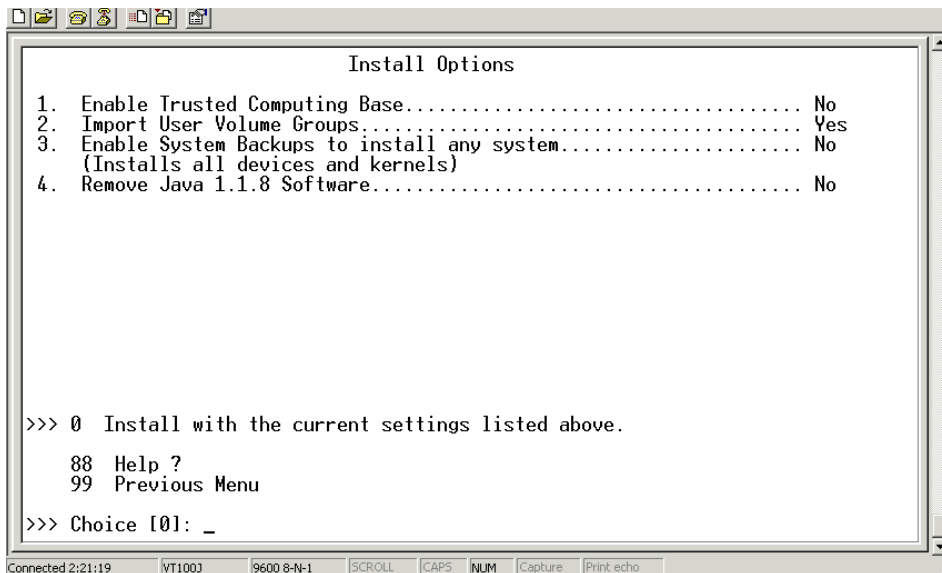 Install Options
1. Enable Trusted Computing Base.................................... No
2. Import User Volume Groups........................................ Yes
3. Enable System Backups to install any system...................... No
(Installs all devices and kernels)
4. Remove Java 1.1.8 Software....................................... No
>>> 0 Install with the current settings listed above.
88 Help ?
99 Previous Menu
>>> Choice [0]: _
Connected 2:21:19 VT100J 9600 8-N-1 SCROLL CAPS NUM Capture Print echo